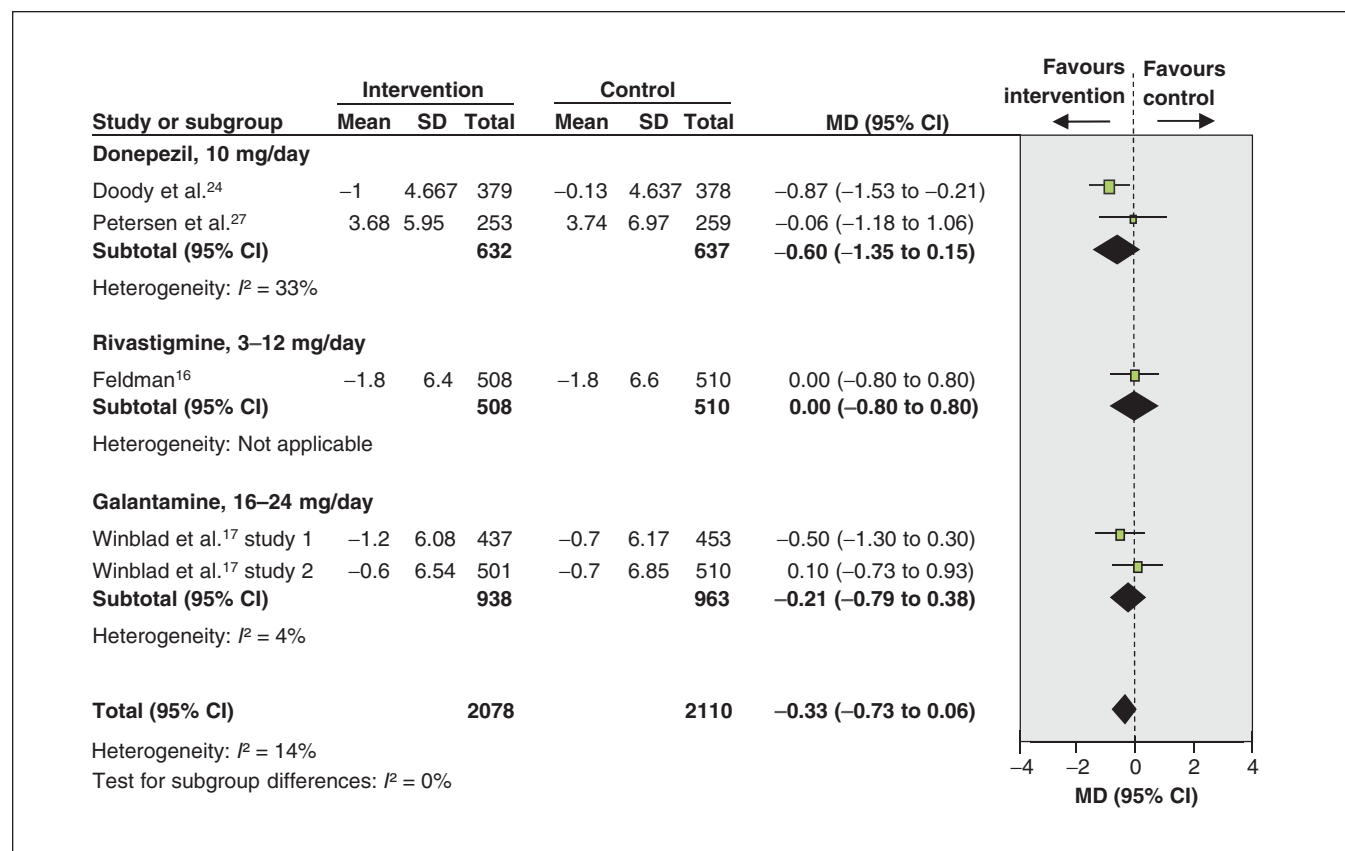 Favours intervention Favours control
Intervention Control
Study or subgroup Mean SD Total Mean SD Total MD (95% CI)
Donepezil, 10 mg/day
Doody et al.²⁴ −1 4.667 379 −0.13 4.637 378 −0.87 (−1.53 to −0.21)
Petersen et al.²⁷ 3.68 5.95 253 3.74 6.97 259 −0.06 (−1.18 to 1.06)
Subtotal (95% CI) 632 637 −0.60 (−1.35 to 0.15)
Heterogeneity: I² = 33%
Rivastigmine, 3–12 mg/day
Feldman¹⁶ −1.8 6.4 508 −1.8 6.6 510 0.00 (−0.80 to 0.80)
Subtotal (95% CI) 508 510 0.00 (−0.80 to 0.80)
Heterogeneity: Not applicable
Galantamine, 16–24 mg/day
Winblad et al.¹⁷ study 1 −1.2 6.08 437 −0.7 6.17 453 −0.50 (−1.30 to 0.30)
Winblad et al.¹⁷ study 2 −0.6 6.54 501 −0.7 6.85 510 0.10 (−0.73 to 0.93)
Subtotal (95% CI) 938 963 −0.21 (−0.79 to 0.38)
Heterogeneity: I² = 4%
Total (95% CI) 2078 2110 −0.33 (−0.73 to 0.06)
Heterogeneity: I² = 14%
Test for subgroup differences: I² = 0%
−4 −2 0 2 4
MD (95% CI)